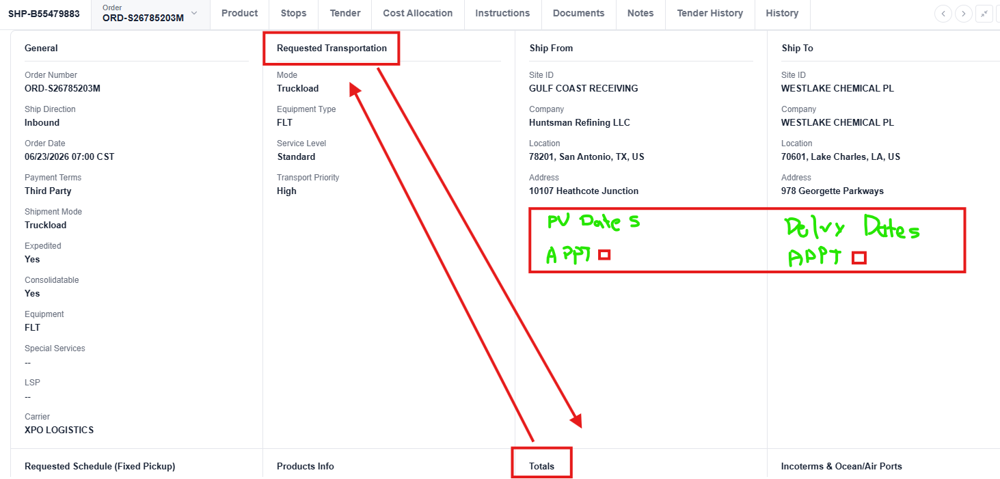 SHP-B55479883
Order
ORD-S26785203M
Product
Stops
Tender
Cost Allocation
Instructions
Documents
Notes
Tender History
History
General
Order Number
ORD-S26785203M
Ship Direction
Inbound
Order Date
06/23/2026 07:00 CST
Payment Terms
Third Party
Shipment Mode
Truckload
Expedited
Yes
Consolidatable
Yes
Equipment
FLT
Special Services
--
LSP
--
Carrier
XPO LOGISTICS
Requested Transportation
Mode
Truckload
Equipment Type
FLT
Service Level
Standard
Transport Priority
High
Ship From
Site ID
GULF COAST RECEIVING
Company
Huntsman Refining LLC
Location
78201, San Antonio, TX, US
Address
10107 Heathcote Junction
PU Dates
APPT
Ship To
Site ID
WESTLAKE CHEMICAL PL
Company
WESTLAKE CHEMICAL PL
Location
70601, Lake Charles, LA, US
Address
978 Georgette Parkways
Delvy Dates
APPT
Requested Schedule (Fixed Pickup)
Products Info
Totals
Incoterms & Ocean/Air Ports